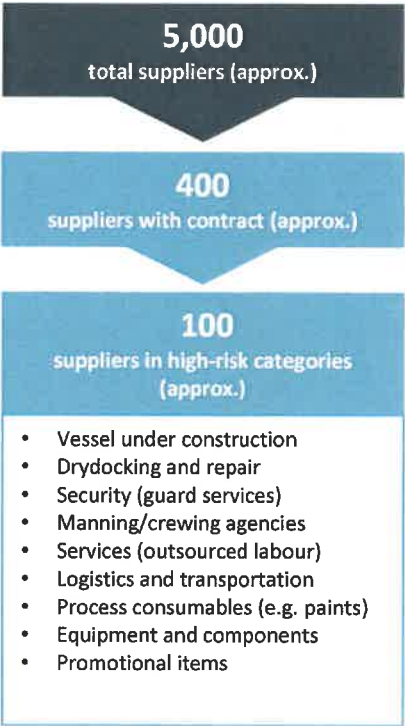 5,000
total suppliers (approx.)
400
suppliers with contract (approx.)
100
suppliers in high-risk categories
(approx.)
• Vessel under construction
• Drydocking and repair
• Security (guard services)
• Manning/crewing agencies
• Services (outsourced labour)
• Logistics and transportation
• Process consumables (e.g. paints)
• Equipment and components
• Promotional items